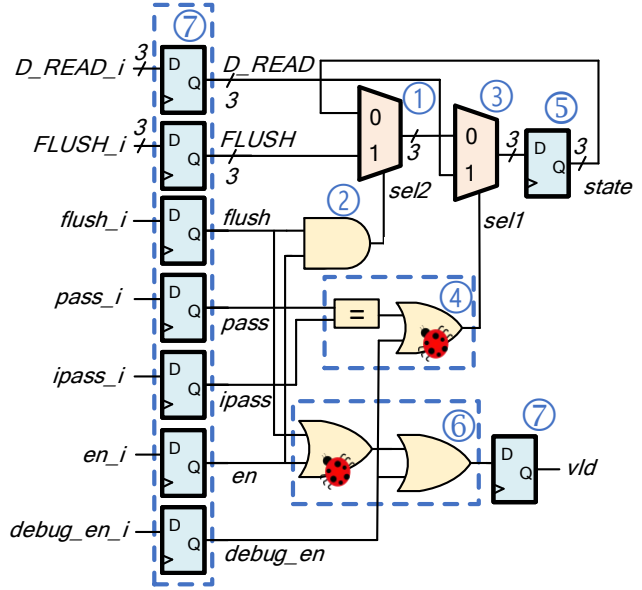 ⑦
D_READ_i 3 D Q D_READ 3
FLUSH_i 3 D Q FLUSH 3
flush_i D Q flush
pass_i D Q pass
ipass_i D Q ipass
en_i D Q en
debug_en_i D Q debug_en
0 1 ① 3 sel2
②
0 1 ③ 3 sel1
D Q ⑤ 3 state
= ④
⑥
D Q ⑦ vld